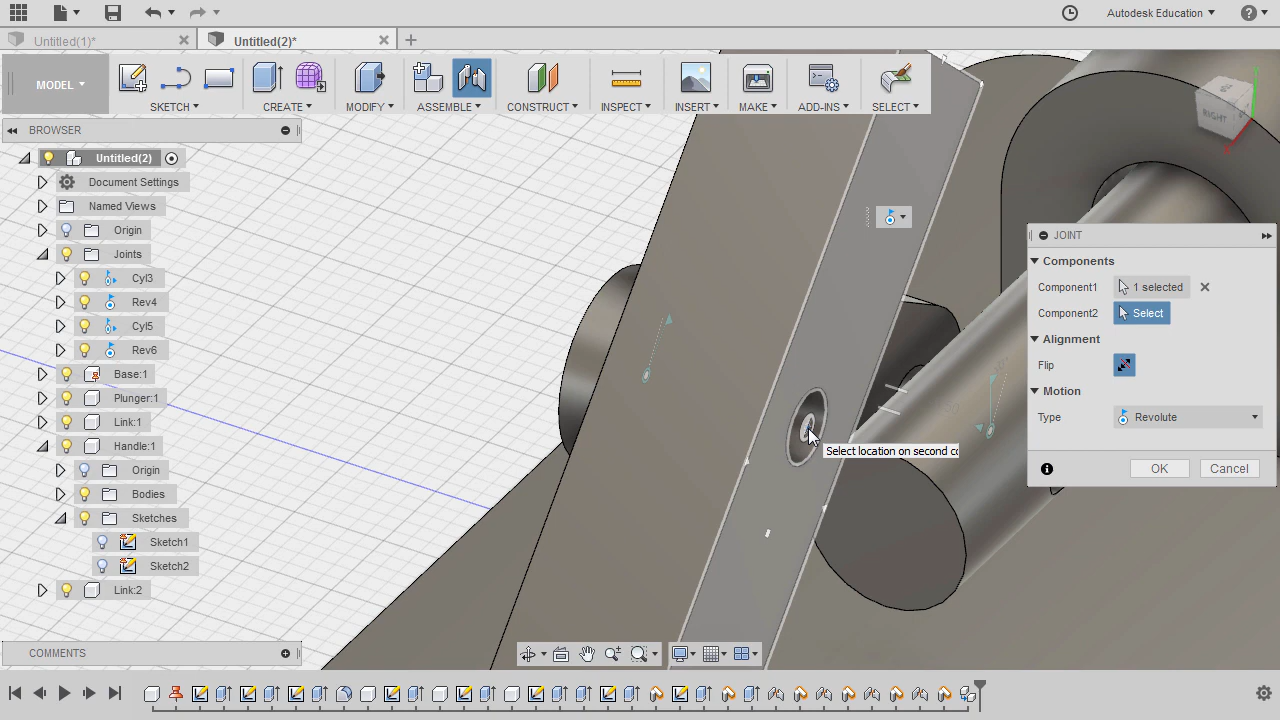 Autodesk Education
Untitled(1)*
Untitled(2)*
MODEL
SKETCH
CREATE
MODIFY
ASSEMBLE
CONSTRUCT
INSPECT
INSERT
MAKE
ADD-INS
SELECT
RIGHT
BROWSER
Untitled(2)
Document Settings
Named Views
Origin
Joints
Cyl3
Rev4
Cyl5
Rev6
Base:1
Plunger:1
Link:1
Handle:1
Origin
Bodies
Sketches
Sketch1
Sketch2
Link:2
JOINT
Components
Component1
1 selected
Component2
Select
Alignment
Flip
Motion
Type
Revolute
OK
Cancel
Select location on second co
COMMENTS